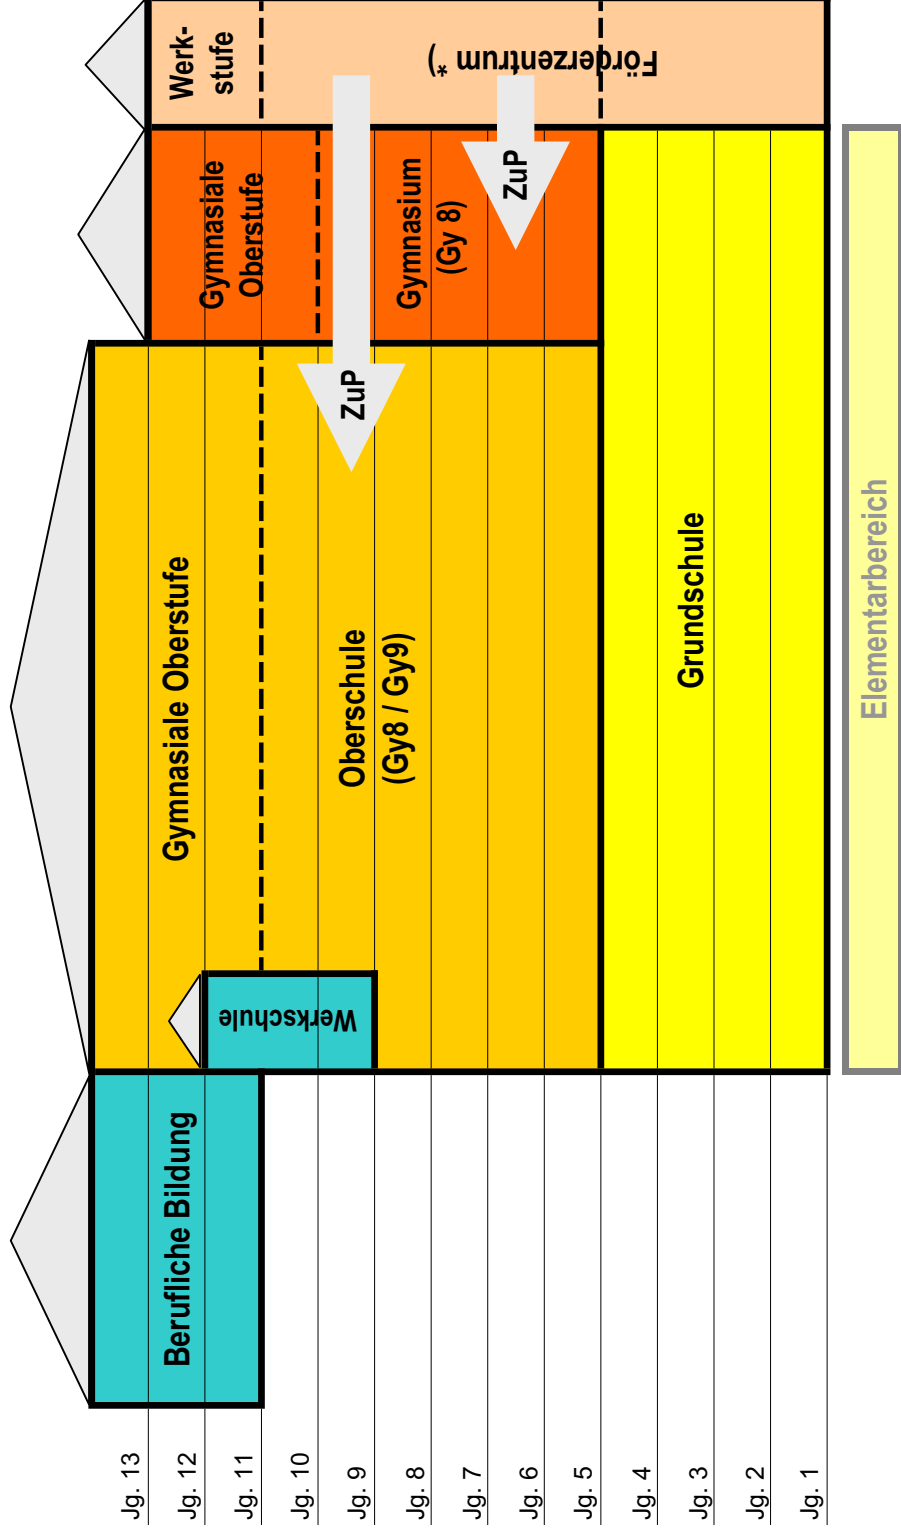 Jg. 13
Jg. 12
Jg. 11
Jg. 10
Jg. 9
Jg. 8
Jg. 7
Jg. 6
Jg. 5
Jg. 4
Jg. 3
Jg. 2
Jg. 1
Berufliche Bildung
Werkschule
Gymnasiale Oberstufe
Oberschule
(Gy8 / Gy9)
ZuP
Gymnasiale
Oberstufe
Gymnasium
(Gy 8)
ZuP
Werk-
stufe
Förderzentrum *)
Grundschule
Elementarbereich